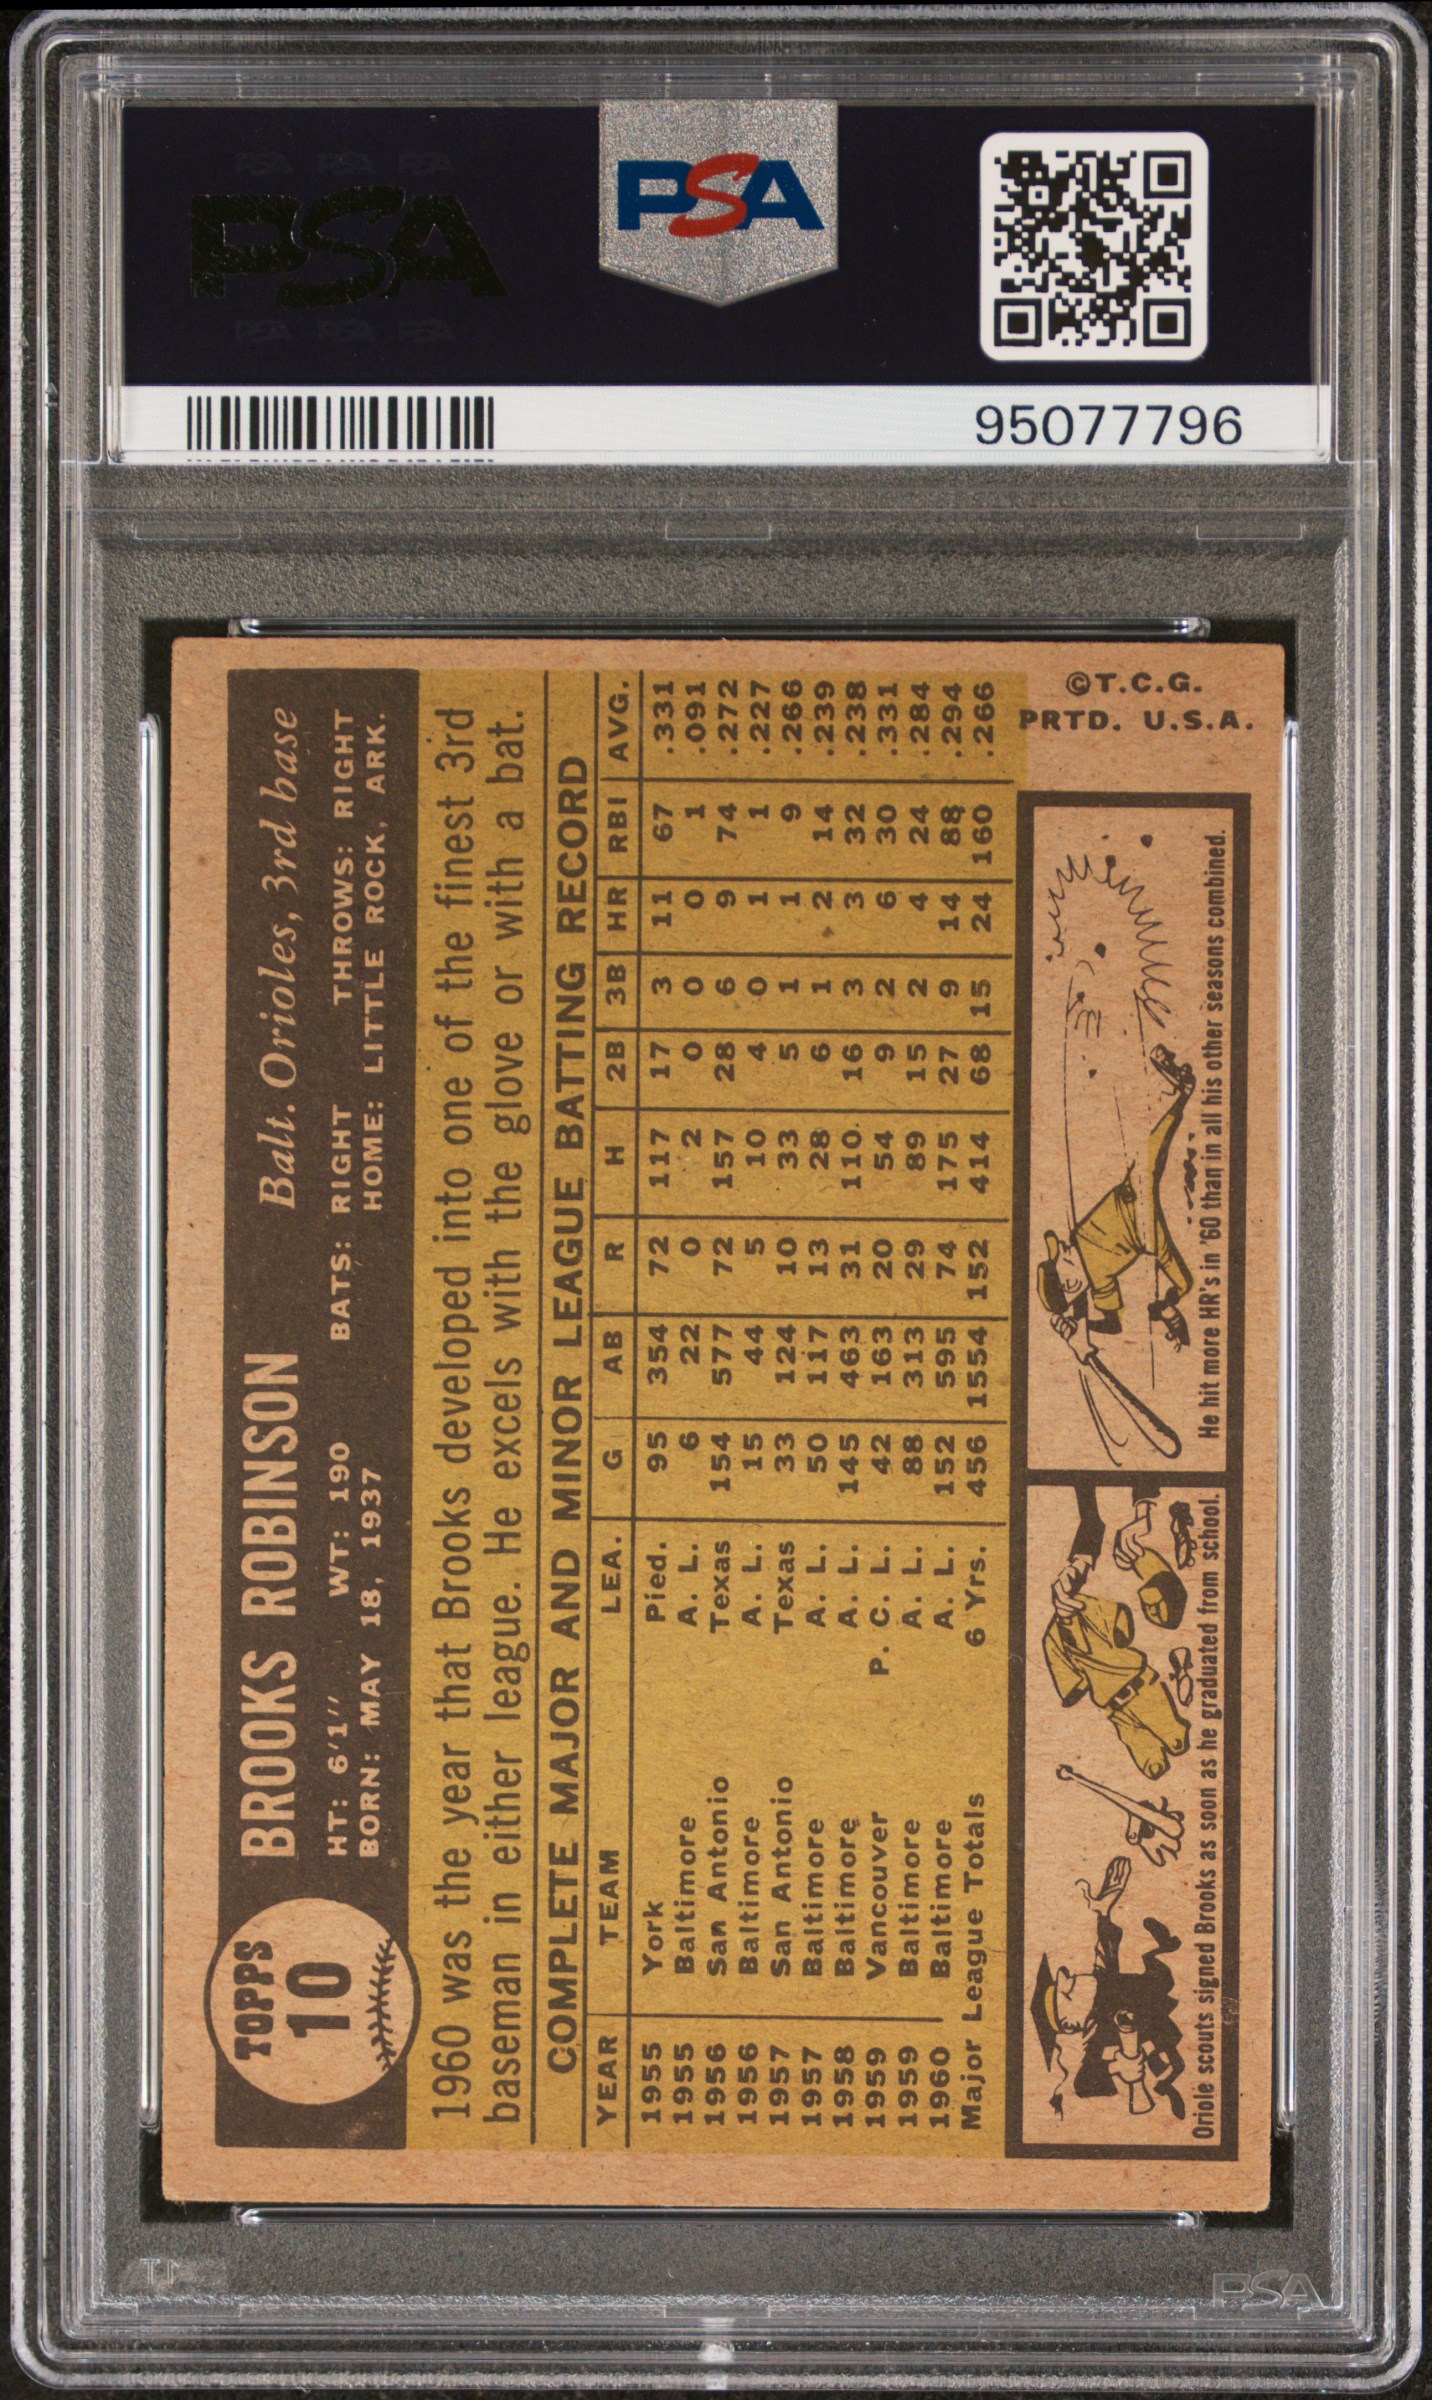 PSA PSA PSA
PSA
PSA PSA PSA
PSA
95077796
TOPPS
10
BROOKS ROBINSON Balt. Orioles, 3rd base
HT: 6'1" WT: 190 BATS: RIGHT THROWS: RIGHT
BORN: MAY 18, 1937 HOME: LITTLE ROCK, ARK.
1960 was the year that Brooks developed into one of the finest 3rd
baseman in either league. He excels with the glove or with a bat.
COMPLETE MAJOR AND MINOR LEAGUE BATTING RECORD
YEAR TEAM LEA. G AB R H 2B 3B HR RBI AVG.
1955 York Pied. 95 354 72 117 17 3 11 67 .331
1955 Baltimore A. L. 6 22 0 2 0 0 0 1 .091
1956 San Antonio Texas 154 577 72 157 28 6 9 74 .272
1956 Baltimore A. L. 15 44 5 10 4 0 1 1 .227
1957 San Antonio Texas 33 124 10 33 5 1 1 9 .266
1957 Baltimore A. L. 50 117 13 28 6 1 2 14 .239
1958 Baltimore A. L. 145 463 31 110 16 3 3 32 .238
1959 Vancouver P. C. L. 42 163 20 54 9 2 6 30 .331
1959 Baltimore A. L. 88 313 29 89 15 2 4 24 .284
1960 Baltimore A. L. 152 595 74 175 27 9 14 88 .294
Major League Totals 6 Yrs. 456 1554 152 414 68 15 24 160 .266
Oriole scouts signed Brooks as soon as he graduated from school.
He hit more HR's in '60 than in all his other seasons combined.
©T.C.G.
PRTD. U.S.A.
PSA